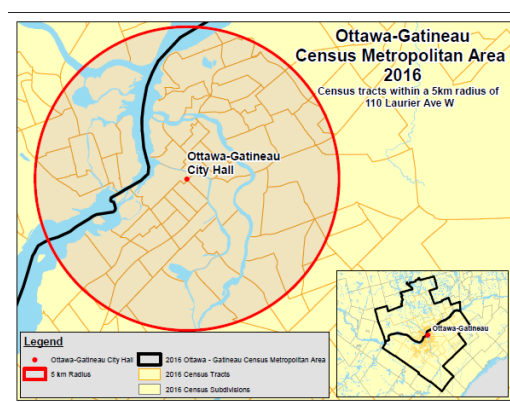 Ottawa-Gatineau
Census Metropolitan Area
2016
Census tracts within a 5km radius of
110 Laurier Ave W
Ottawa-Gatineau
City Hall
Ottawa-Gatineau
Legend
Ottawa-Gatineau City Hall
5 km Radius
2016 Ottawa - Gatineau Census Metropolitan Area
2016 Census Tracts
2016 Census Subdivisions